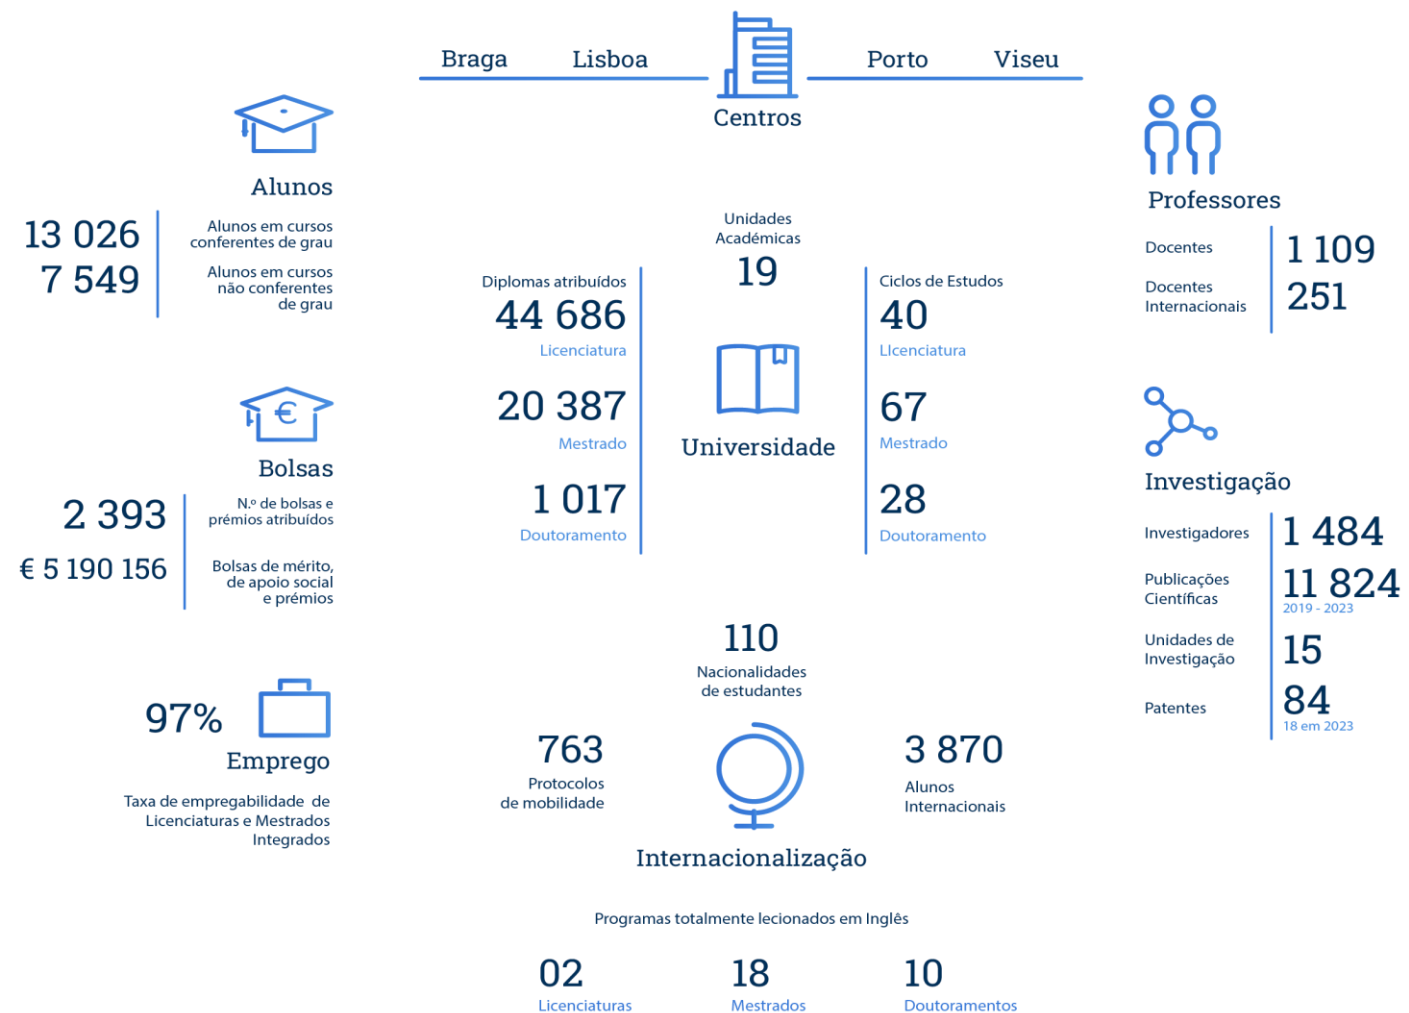 Braga
Lisboa
Porto
Viseu
Centros
Alunos
13 026
Alunos em cursos
conferentes de grau
7 549
Alunos em cursos
não conferentes
de grau
€
Bolsas
2 393
N.º de bolsas e
prémios atribuídos
€ 5 190 156
Bolsas de mérito,
de apoio social
e prémios
97%
Emprego
Taxa de empregabilidade de
Licenciaturas e Mestrados
Integrados
Unidades
Académicas
19
Diplomas atribuídos
44 686
Licenciatura
20 387
Mestrado
1 017
Doutoramento
Universidade
Ciclos de Estudos
40
LIcenciatura
67
Mestrado
28
Doutoramento
110
Nacionalidades
de estudantes
763
Protocolos
de mobilidade
3 870
Alunos
Internacionais
Internacionalização
Programas totalmente lecionados em Inglês
02
Licenciaturas
18
Mestrados
10
Doutoramentos
Professores
Docentes
1 109
Docentes
Internacionais
251
Investigação
Investigadores
1 484
Publicações
Científicas
11 824
2019 - 2023
Unidades de
Investigação
15
Patentes
84
18 em 2023